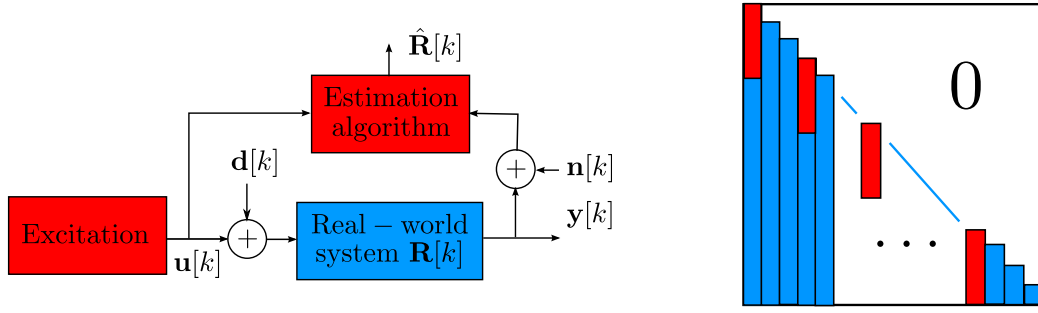 R̂[k]
Estimation
algorithm
d[k]
+
n[k]
Excitation
u[k]
+
Real − world
system R[k]
y[k]
0
· · ·